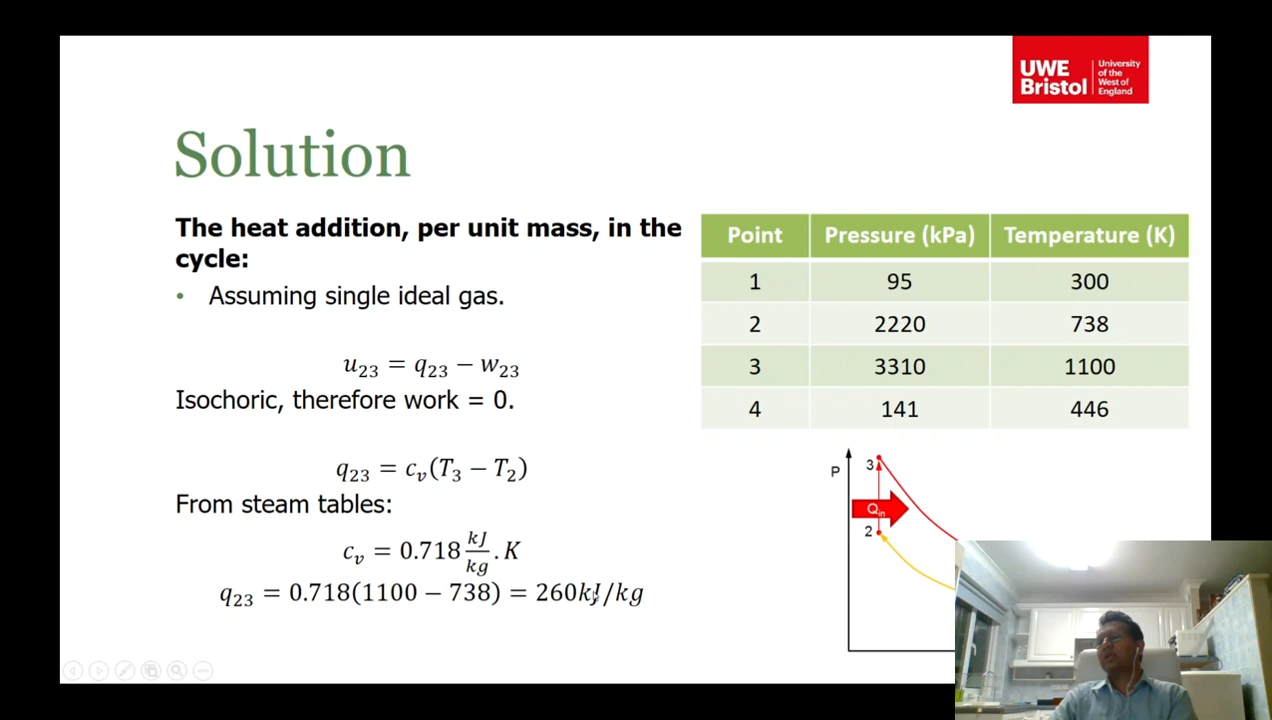 UWE
Bristol
University
of the
West of
England
Solution
The heat addition, per unit mass, in the
cycle:
• Assuming single ideal gas.
u₂₃ = q₂₃ − w₂₃
Isochoric, therefore work = 0.
q₂₃ = cᵥ(T₃ − T₂)
From steam tables:
cᵥ = 0.718 kJ/kg . K
q₂₃ = 0.718(1100 − 738) = 260kJ/kg
Point Pressure (kPa) Temperature (K)
1 95 300
2 2220 738
3 3310 1100
4 141 446
P
3
Qin
2